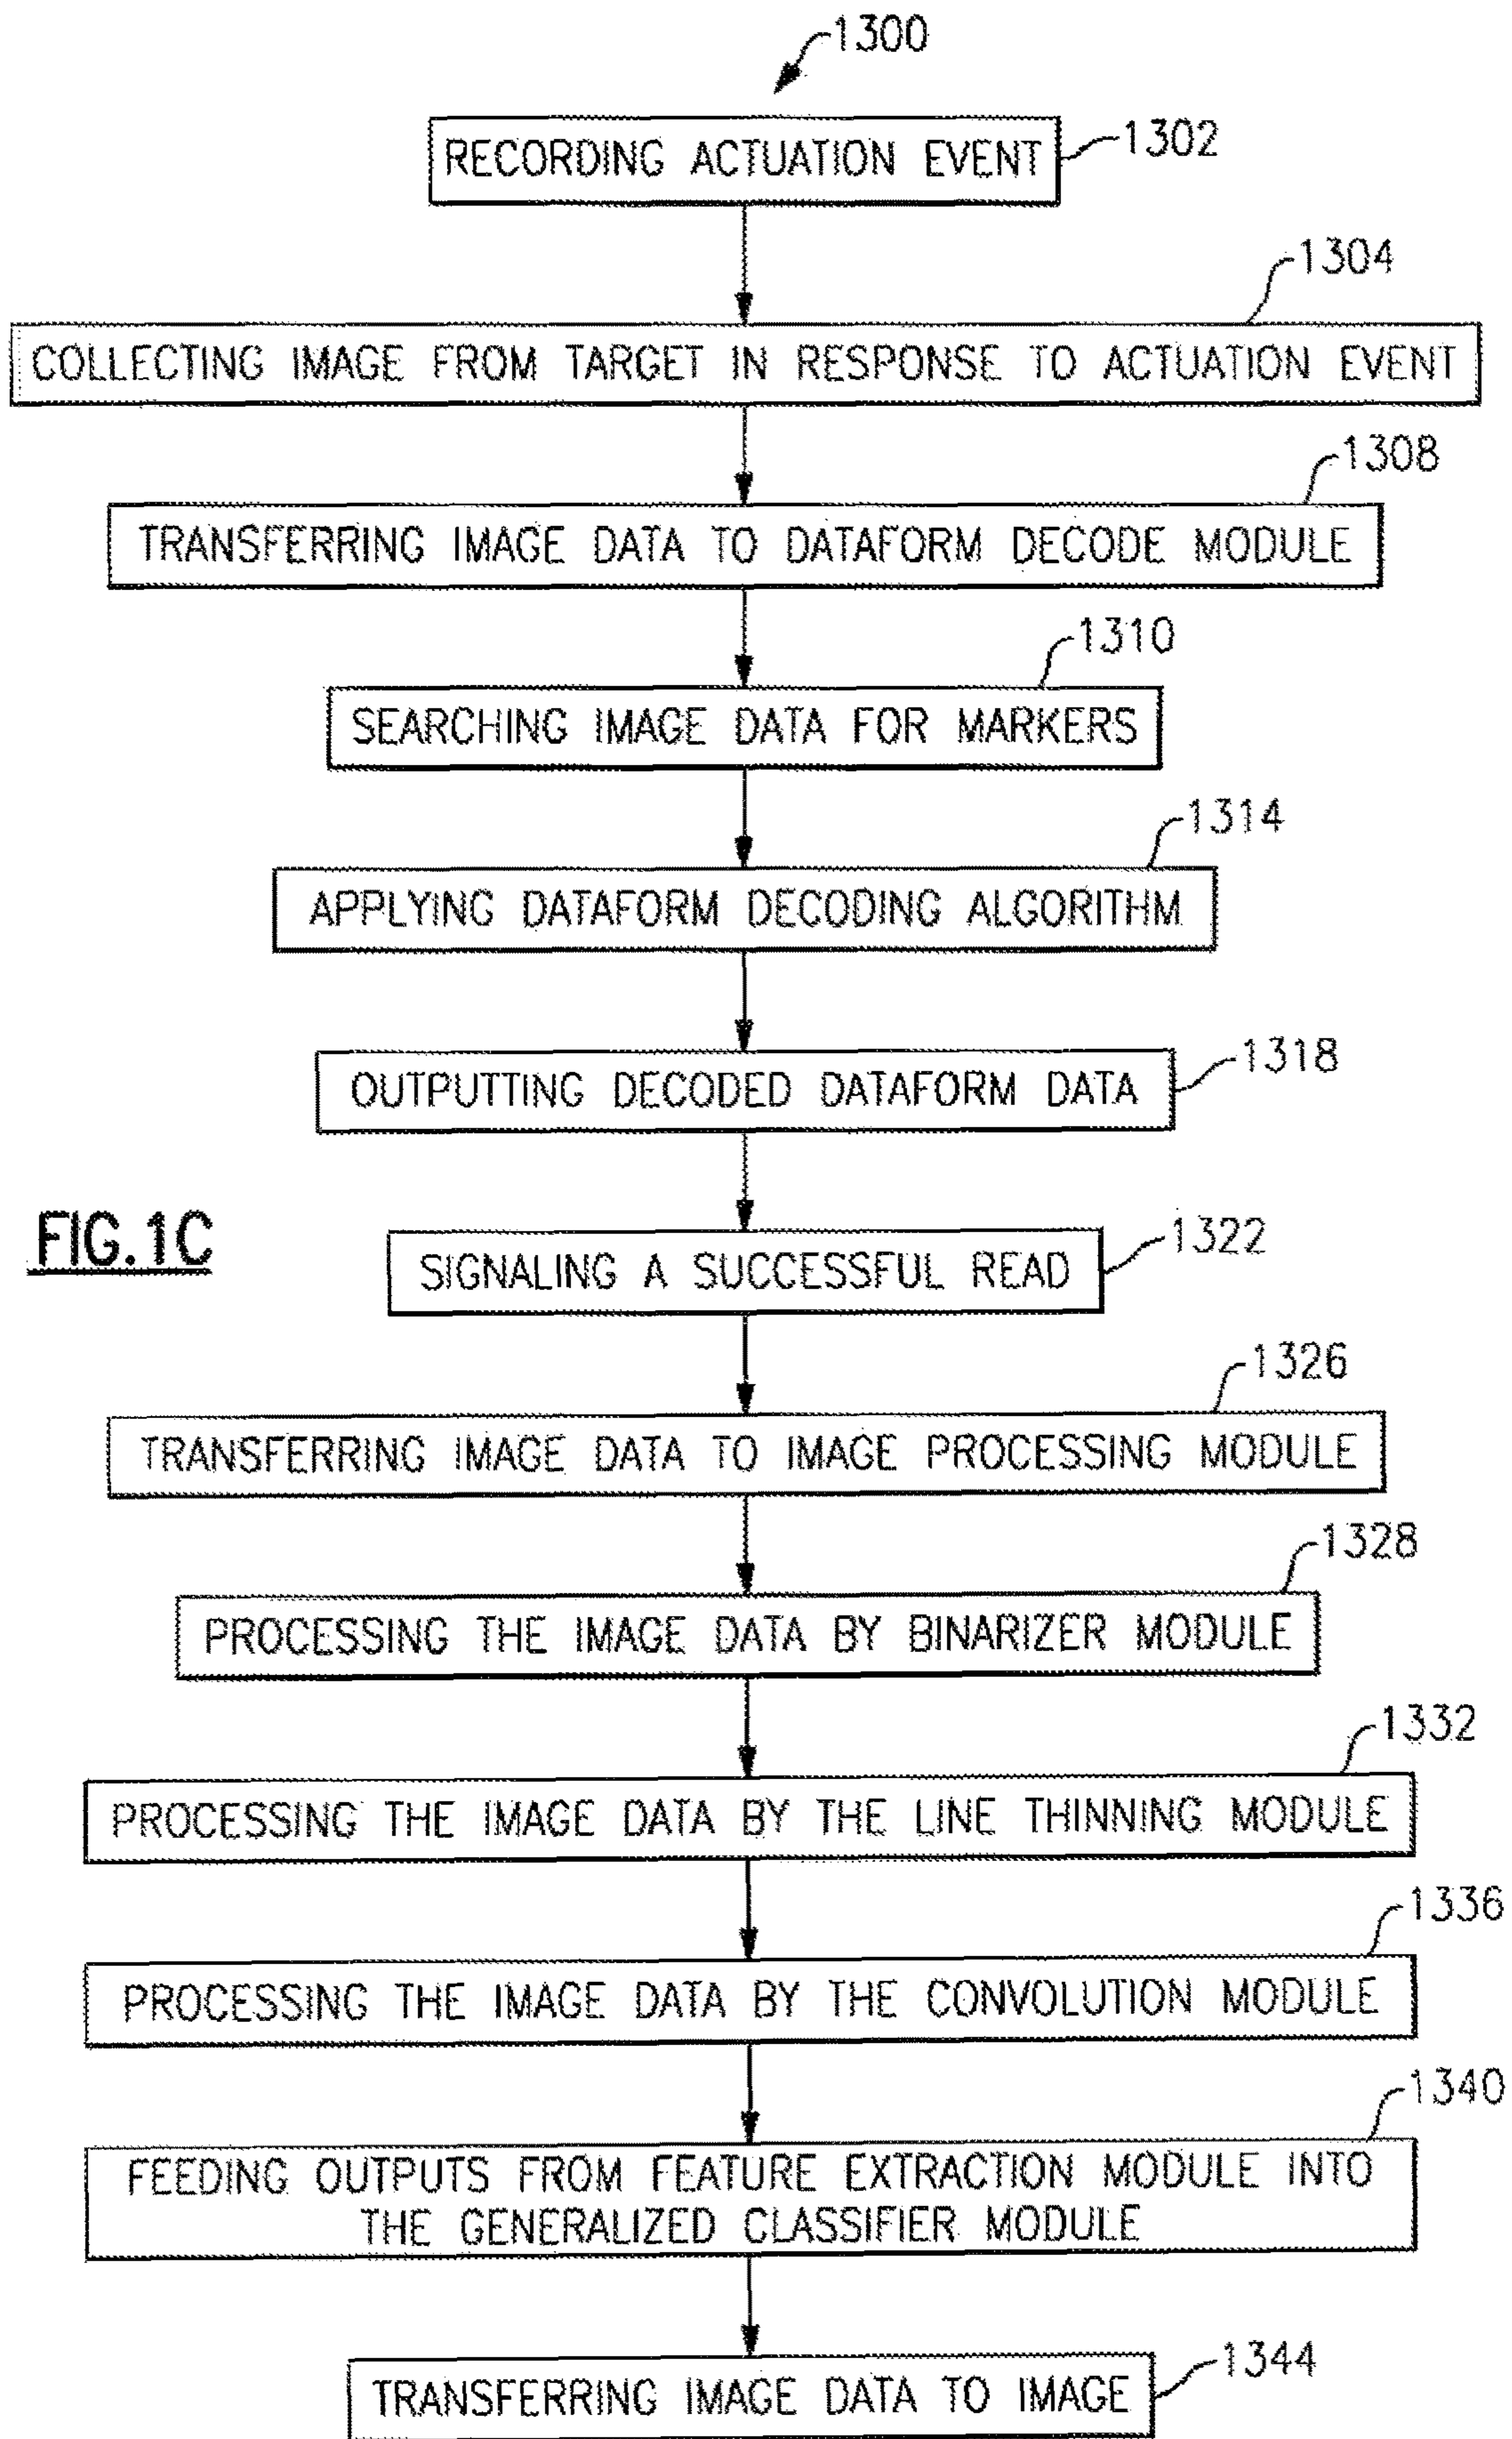 1300
RECORDING ACTUATION EVENT
1302
1304
COLLECTING IMAGE FROM TARGET IN RESPONSE TO ACTUATION EVENT
1308
TRANSFERRING IMAGE DATA TO DATAFORM DECODE MODULE
1310
SEARCHING IMAGE DATA FOR MARKERS
1314
APPLYING DATAFORM DECODING ALGORITHM
OUTPUTTING DECODED DATAFORM DATA
1318
FIG.1C
SIGNALING A SUCCESSFUL READ
1322
1326
TRANSFERRING IMAGE DATA TO IMAGE PROCESSING MODULE
1328
PROCESSING THE IMAGE DATA BY BINARIZER MODULE
1332
PROCESSING THE IMAGE DATA BY THE LINE THINNING MODULE
1336
PROCESSING THE IMAGE DATA BY THE CONVOLUTION MODULE
1340
FEEDING OUTPUTS FROM FEATURE EXTRACTION MODULE INTO
THE GENERALIZED CLASSIFIER MODULE
TRANSFERRING IMAGE DATA TO IMAGE
1344